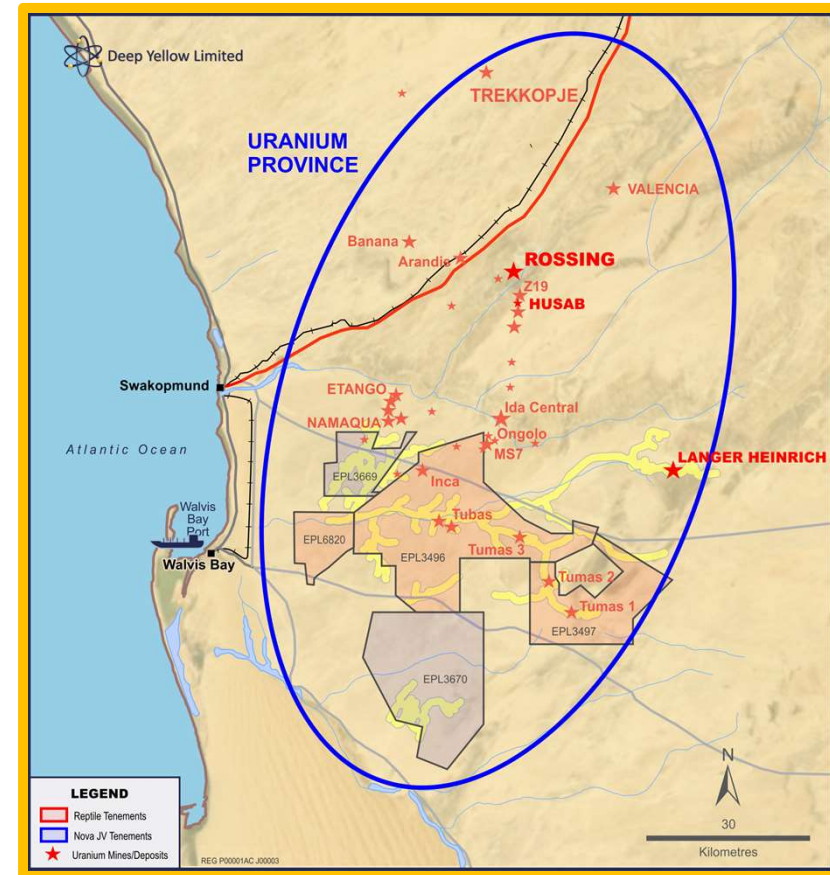 Deep Yellow Limited
TREKKOPJE
URANIUM
PROVINCE
VALENCIA
Banana
Arandis
ROSSING
Z19
HUSAB
Swakopmund
ETANGO
NAMAQUA
Ida Central
Ongolo
MS7
LANGER HEINRICH
Atlantic Ocean
EPL3669
Inca
Walvis
Bay
Port
EPL6820
Tubas
Tumas 3
EPL3496
Walvis Bay
Tumas 2
Tumas 1
EPL3497
EPL3670
N
30
Kilometres
LEGEND
Reptile Tenements
Nova JV Tenements
Uranium Mines/Deposits
REG P00001AC J00003